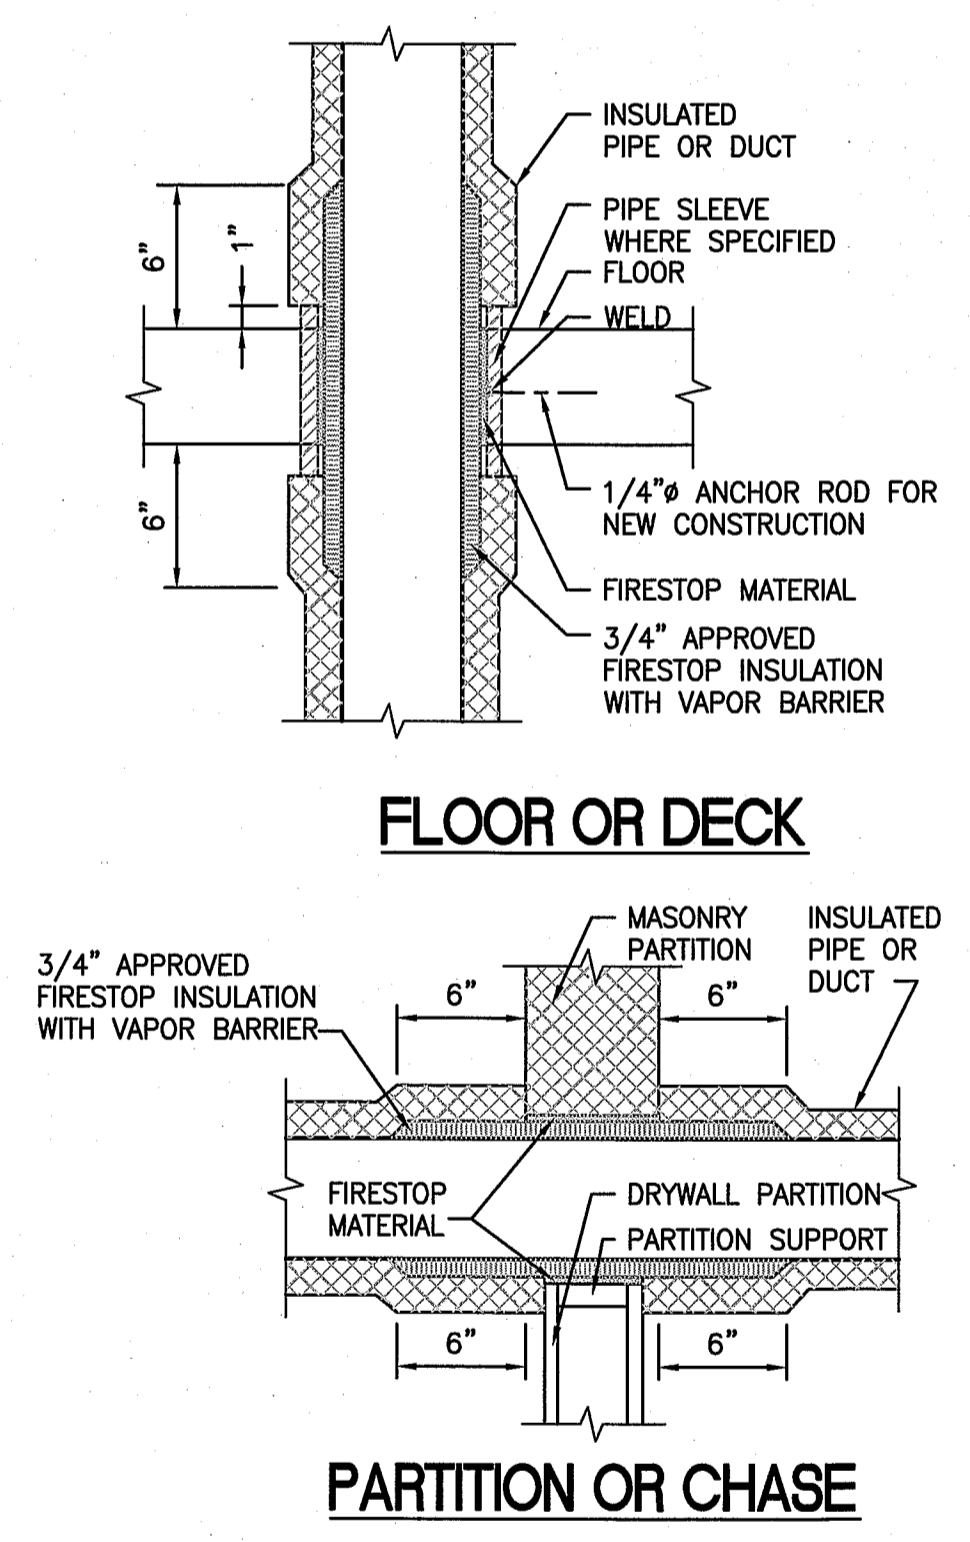 INSULATED
PIPE OR DUCT
PIPE SLEEVE
WHERE SPECIFIED
FLOOR
WELD
6"
1"
6"
1/4"ø ANCHOR ROD FOR
NEW CONSTRUCTION
FIRESTOP MATERIAL
3/4" APPROVED
FIRESTOP INSULATION
WITH VAPOR BARRIER
FLOOR OR DECK
MASONRY
PARTITION
INSULATED
PIPE OR
DUCT
3/4" APPROVED
FIRESTOP INSULATION
WITH VAPOR BARRIER
6"
6"
FIRESTOP
MATERIAL
DRYWALL PARTITION
PARTITION SUPPORT
6"
6"
PARTITION OR CHASE